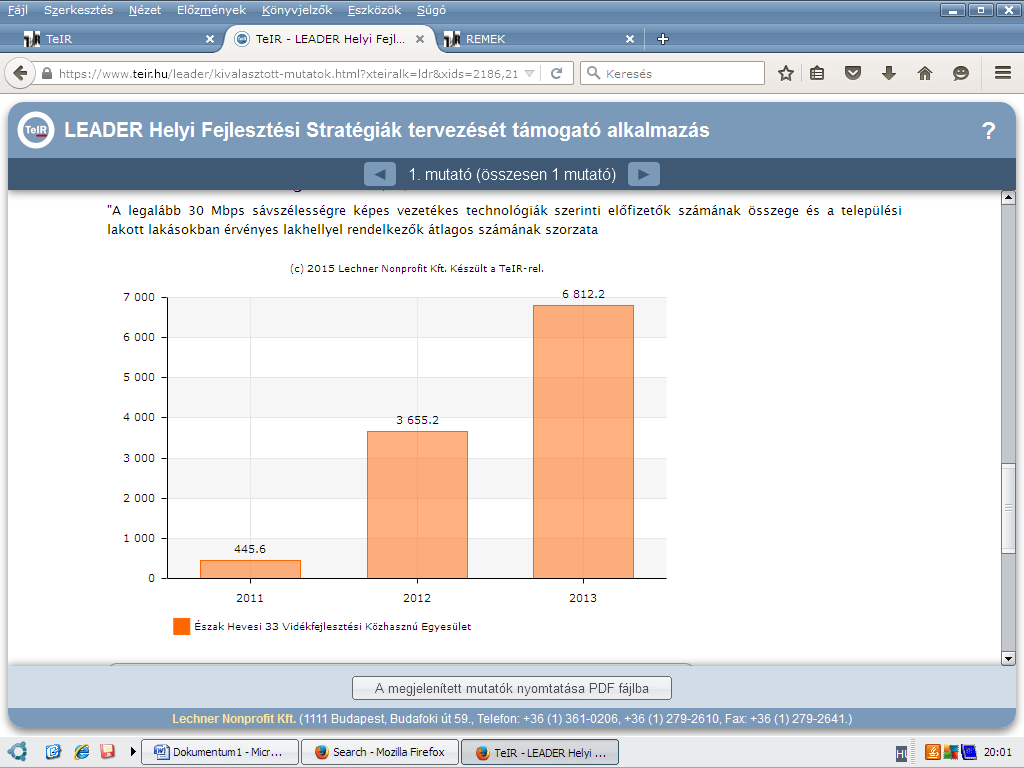 Fájl Szerkesztés Nézet Előzmények Könyvjelzők Eszközök Súgó
TeIR TeIR - LEADER Helyi Fejl... REMEK
https://www.teir.hu/leader/kivalasztott-mutatok.html?xteiralk=ldr&xids=2186,21 Keresés
TeIR LEADER Helyi Fejlesztési Stratégiák tervezését támogató alkalmazás ?
1. mutató (összesen 1 mutató)
"A legalább 30 Mbps sávszélességre képes vezetékes technológiák szerinti előfizetők számának összege és a települési
lakott lakásokban érvényes lakhellyel rendelkezők átlagos számának szorzata
(c) 2015 Lechner Nonprofit Kft. Készült a TeIR-rel.
7 000
6 000
5 000
4 000
3 000
2 000
1 000
0
445.6
3 655.2
6 812.2
2011 2012 2013
Észak Hevesi 33 Vidékfejlesztési Közhasznú Egyesület
A megjelenített mutatók nyomtatása PDF fájlba
Lechner Nonprofit Kft. (1111 Budapest, Budafoki út 59., Telefon: +36 (1) 361-0206, +36 (1) 279-2610, Fax: +36 (1) 279-2641.)
Dokumentum1 - Micr... Search - Mozilla Firefox TeIR - LEADER Helyi ... HU 20:01